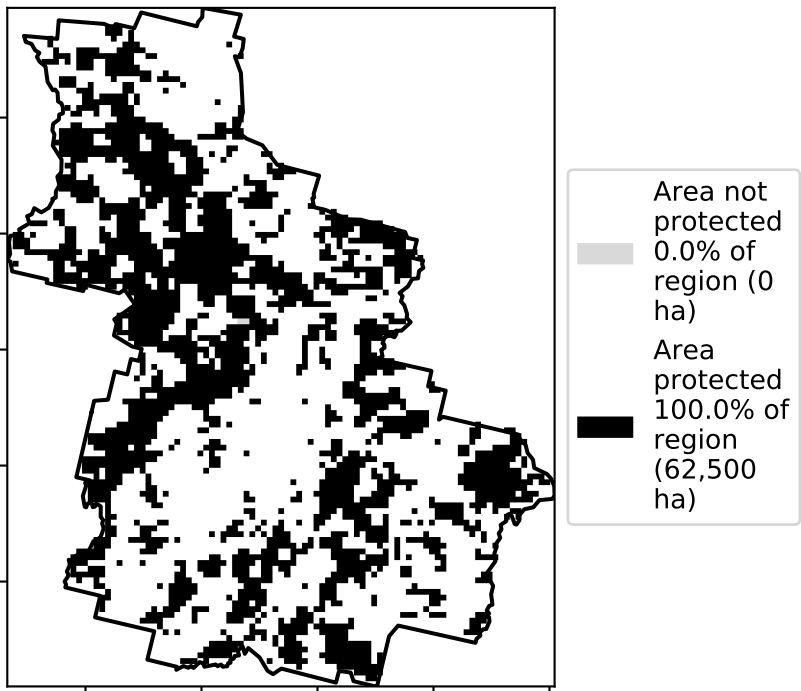 Area not
protected
0.0% of
region (0
ha)
Area
protected
100.0% of
region
(62,500
ha)